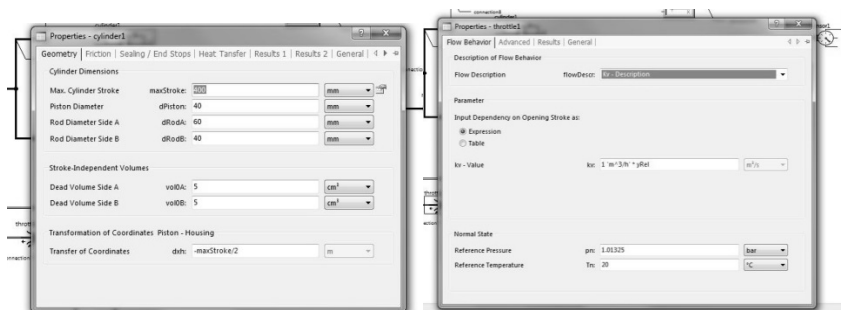 Properties - cylinder1
Geometry | Friction | Sealing / End Stops | Heat Transfer | Results 1 | Results 2 | General
Cylinder Dimensions
Max. Cylinder Stroke maxStroke: 400 mm
Piston Diameter dPiston: 40 mm
Rod Diameter Side A dRodA: 60 mm
Rod Diameter Side B dRodB: 40 mm
Stroke-Independent Volumes
Dead Volume Side A vol0A: 5 cm³
Dead Volume Side B vol0B: 5 cm³
Transformation of Coordinates Piston - Housing
Transfer of Coordinates dxh: -maxStroke/2 m
Properties - throttle1
Flow Behavior | Advanced | Results | General
Description of Flow Behavior
Flow Description flowDescr: Kv - Description
Parameter
Input Dependency on Opening Stroke as:
Expression
Table
kv - Value kv: 1'm^3/h'*yRel m³/s
Normal State
Reference Pressure pn: 1.01325 bar
Reference Temperature Tn: 20 °C